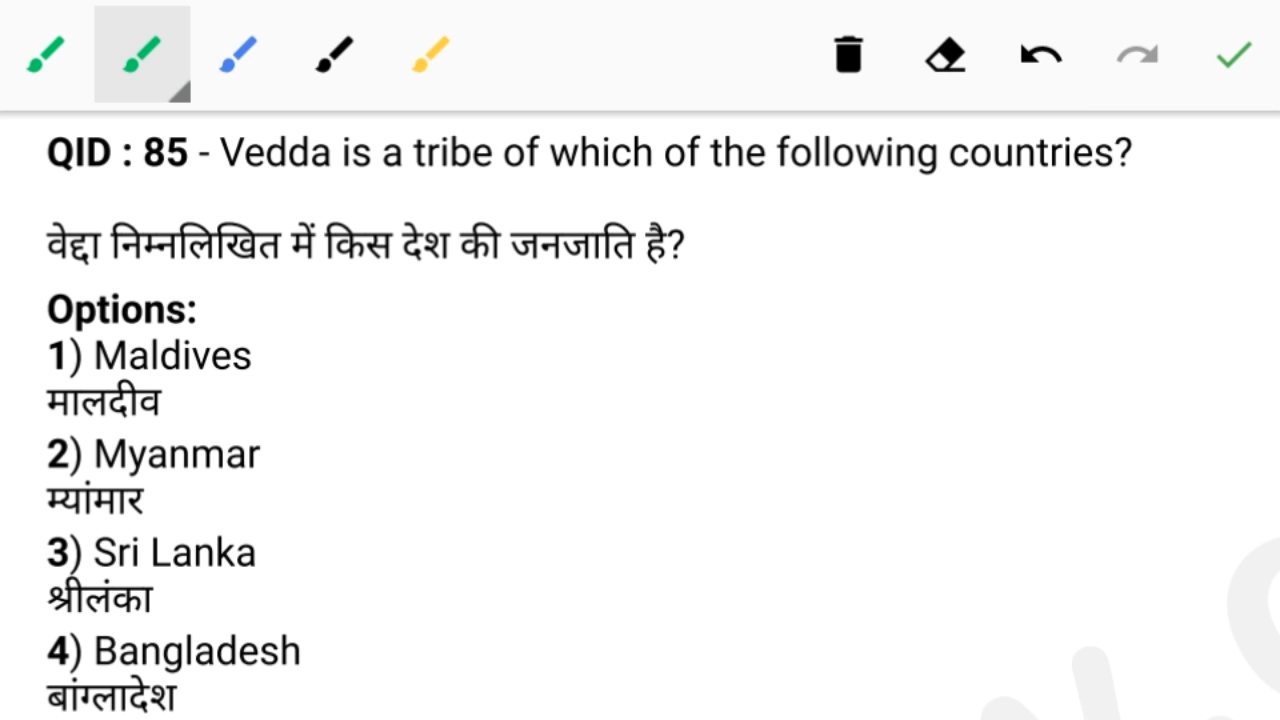 QID : 85 - Vedda is a tribe of which of the following countries?
वेद्दा निम्नलिखित में किस देश की जनजाति है?
Options:
1) Maldives
मालदीव
2) Myanmar
म्यांमार
3) Sri Lanka
श्रीलंका
4) Bangladesh
बांग्लादेश